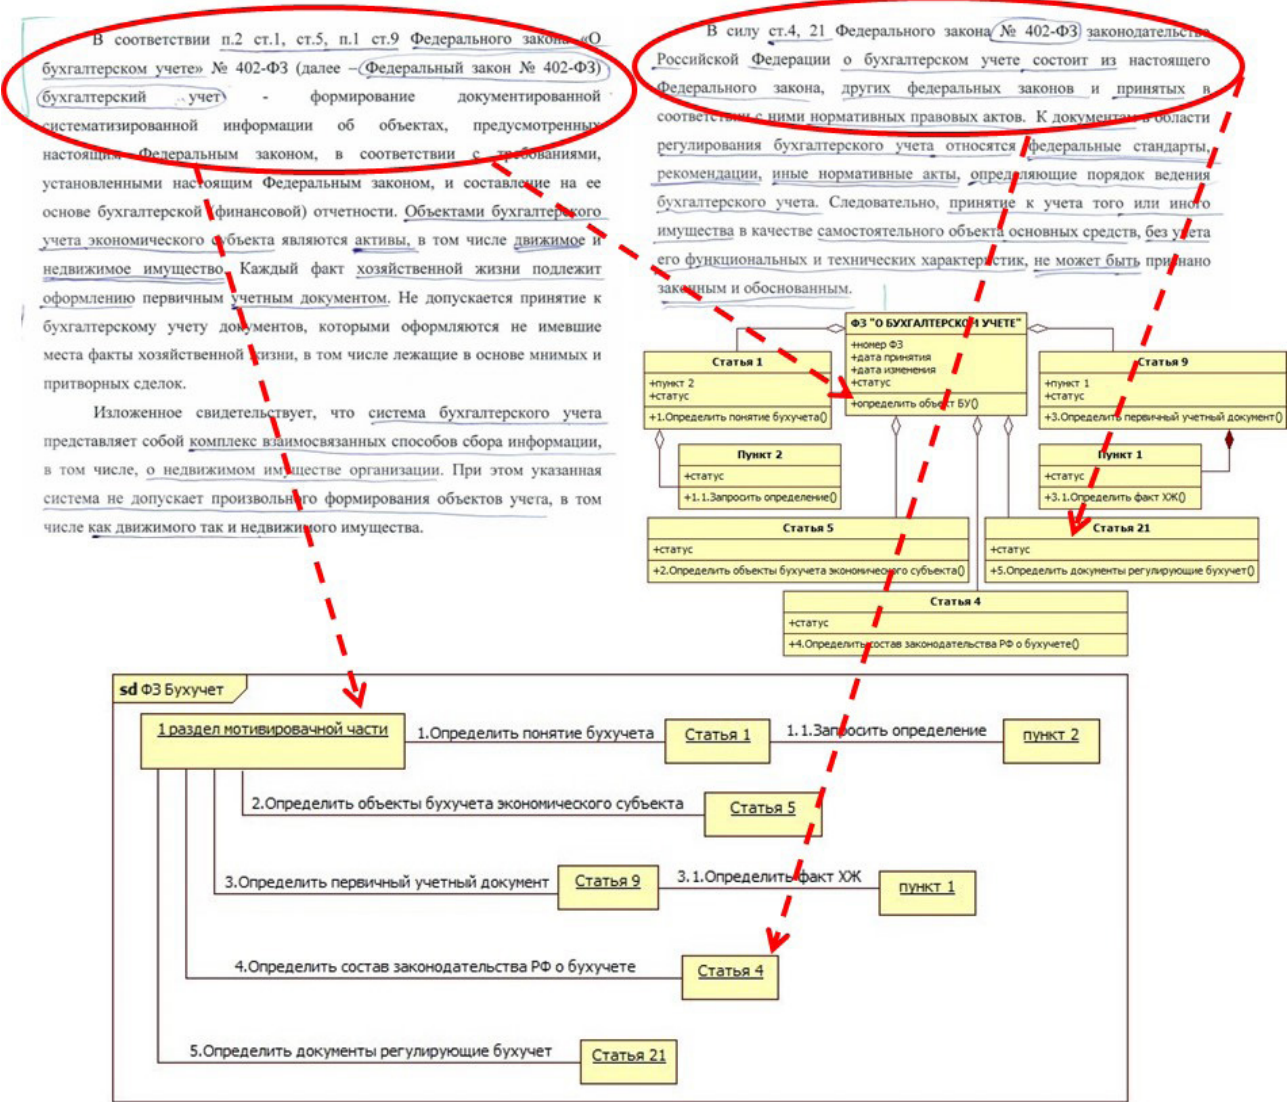 В соответствии п.2 ст.1, ст.5, п.1 ст.9 Федерального закона «О
бухгалтерском учете» № 402-ФЗ (далее – Федеральный закон № 402-ФЗ)
бухгалтерский учет - формирование документированной
систематизированной информации об объектах, предусмотренных
настоящим Федеральным законом, в соответствии с требованиями,
установленными настоящим Федеральным законом, и составление на ее
основе бухгалтерской (финансовой) отчетности. Объектами бухгалтерского
учета экономического субъекта являются активы, в том числе движимое и
недвижимое имущество. Каждый факт хозяйственной жизни подлежит
оформлению первичным учетным документом. Не допускается принятие к
бухгалтерскому учету документов, которыми оформляются не имевшие
места факты хозяйственной жизни, в том числе лежащие в основе мнимых и
притворных сделок.
Изложенное свидетельствует, что система бухгалтерского учета
представляет собой комплекс взаимосвязанных способов сбора информации,
в том числе, о недвижимом имуществе организации. При этом указанная
система не допускает произвольного формирования объектов учега, в том
числе как движимого так и недвижимого имущества.
В силу ст.4, 21 Федерального закона № 402-ФЗ законодательство
Российской Федерации о бухгалтерском учете состоит из настоящего
Федерального закона, других федеральных законов и принятых в
соответствии с ними нормативных правовых актов. К документам в области
регулирования бухгалтерского учета относятся федеральные стандарты,
рекомендации, иные нормативные акты, определяющие порядок ведения
бухгалтерского учета. Следовательно, принятие к учета того или иного
имущества в качестве самостоятельного объекта основных средств, без учета
его функциональных и технических характеристик, не может быть признано
законным и обоснованным.
ФЗ "О БУХГАЛТЕРСКОМ УЧЕТЕ"
+номер ФЗ
+дата принятия
+дата изменения
+статус
+определить объект БУ()
Статья 1
+пункт 2
+статус
+1.Определить понятие бухучета()
Статья 9
+пункт 1
+статус
+3.Определить первичный учетный документ()
Пункт 2
+статус
+1.1.Запросить определение()
Пункт 1
+статус
+3.1.Определить факт ХЖ()
Статья 5
+статус
+2.Определить объекты бухучета экономического субъекта()
Статья 21
+статус
+5.Определить документы регулирующие бухучет()
Статья 4
+статус
+4.Определить состав законодательства РФ о бухучете()
sd ФЗ Бухучет
1 раздел мотивировачной части
1.Определить понятие бухучета
Статья 1
1.1.Запросить определение
пункт 2
2.Определить объекты бухучета экономического субъекта
Статья 5
3.Определить первичный учетный документ
Статья 9
3.1.Определить факт ХЖ
пункт 1
4.Определить состав законодательства РФ о бухучете
Статья 4
5.Определить документы регулирующие бухучет
Статья 21